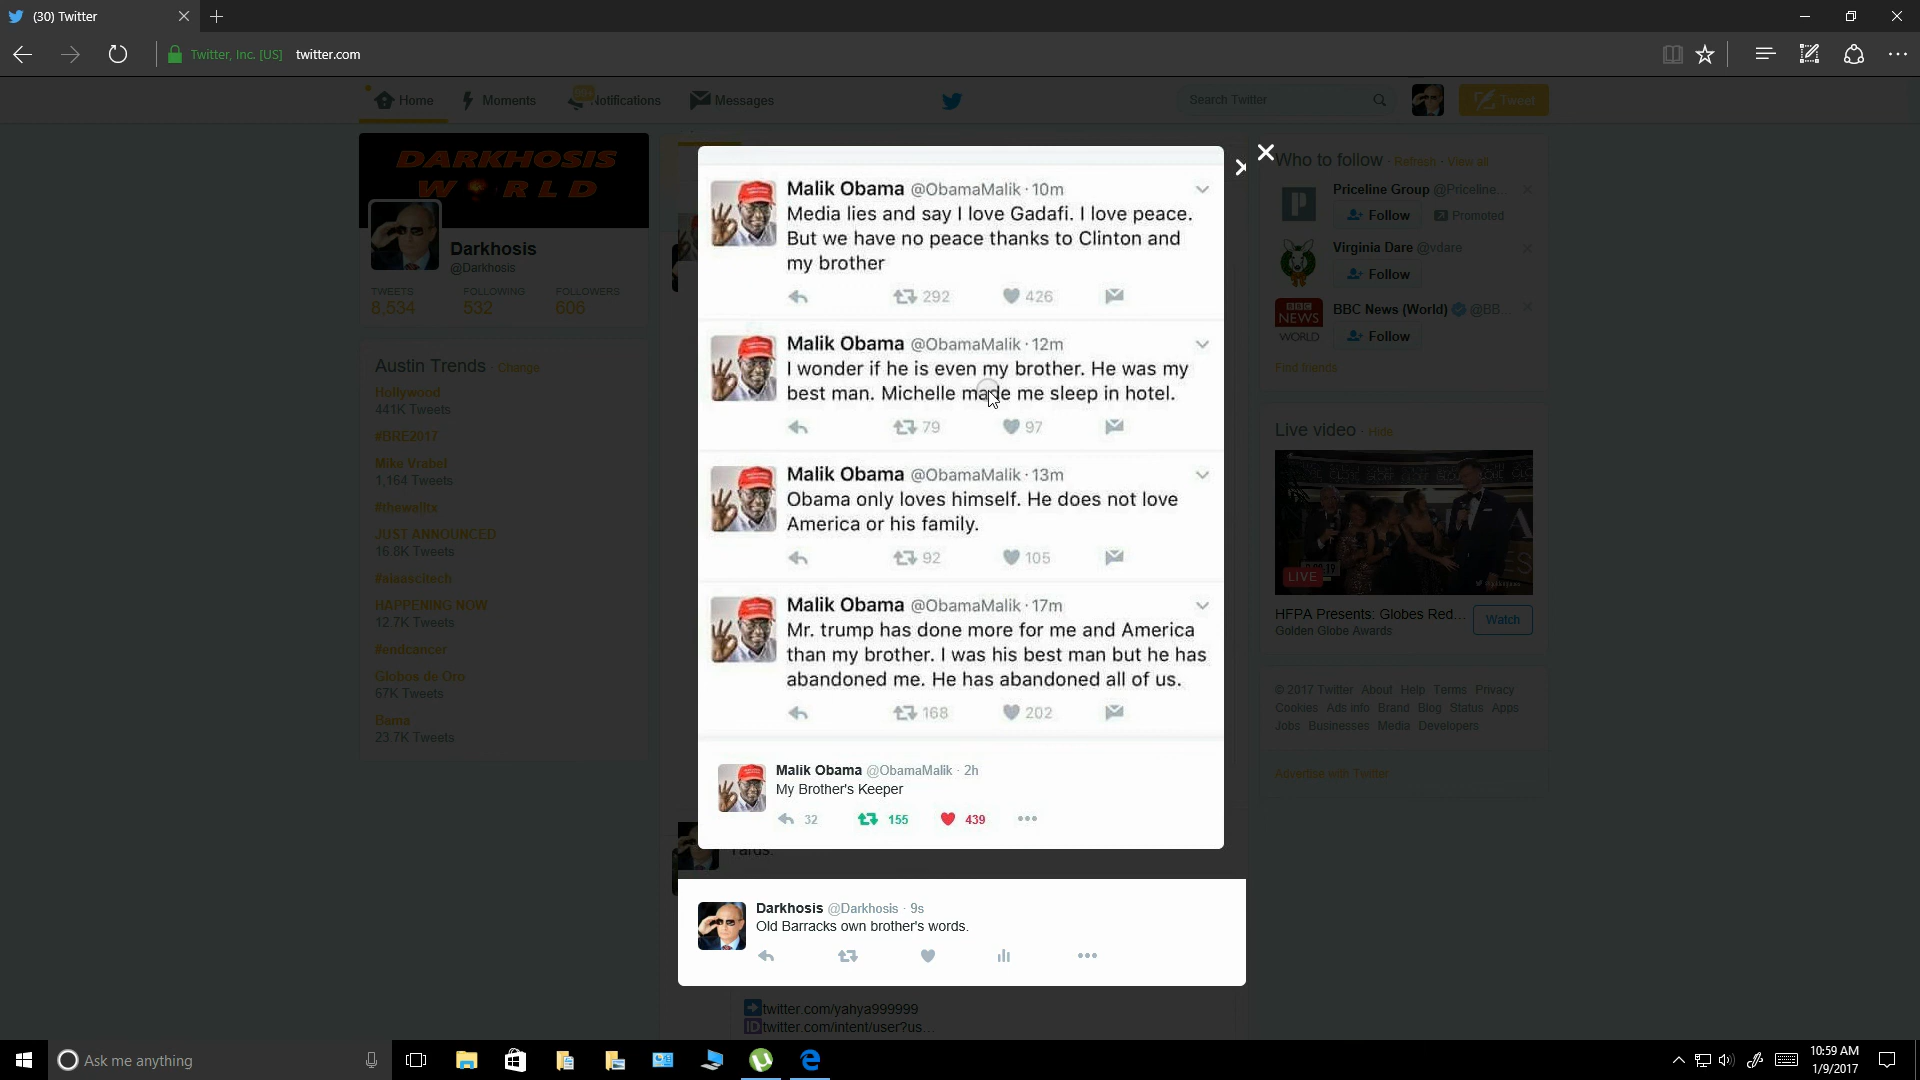 (30) Twitter
Twitter, Inc. [US] twitter.com
Home
Moments
99+
Notifications
Messages
Search Twitter
Tweet
DARKHOSIS
WORLD
Darkhosis
@Darkhosis
TWEETS FOLLOWING FOLLOWERS
8,534 532 606
Austin Trends · Change
Hollywood
441K Tweets
#BRE2017
Mike Vrabel
1,164 Tweets
#thewalltx
JUST ANNOUNCED
16.8K Tweets
#aiaascitech
HAPPENING NOW
12.7K Tweets
#endcancer
Globos de Oro
67K Tweets
Bama
23.7K Tweets
Malik Obama @ObamaMalik · 10m
Media lies and say I love Gadafi. I love peace.
But we have no peace thanks to Clinton and
my brother
292 426
Malik Obama @ObamaMalik · 12m
I wonder if he is even my brother. He was my
best man. Michelle made me sleep in hotel.
79 97
Malik Obama @ObamaMalik · 13m
Obama only loves himself. He does not love
America or his family.
92 105
Malik Obama @ObamaMalik · 17m
Mr. trump has done more for me and America
than my brother. I was his best man but he has
abandoned me. He has abandoned all of us.
168 202
Malik Obama @ObamaMalik · 2h
My Brother's Keeper
32 155 439
Darkhosis @Darkhosis · 9s
Old Barracks own brother's words.
twitter.com/yahya999999
ID twitter.com/intent/user?us...
Who to follow · Refresh · View all
Priceline Group @Priceline...
Follow Promoted
Virginia Dare @vdare
Follow
BBC
NEWS
WORLD
BBC News (World) @BB...
Follow
Find friends
Live video · Hide
LIVE
HFPA Presents: Globes Red...
Golden Globe Awards
Watch
© 2017 Twitter About Help Terms Privacy
Cookies Ads info Brand Blog Status Apps
Jobs Businesses Media Developers
Advertise with Twitter
Ask me anything
10:59 AM
1/9/2017